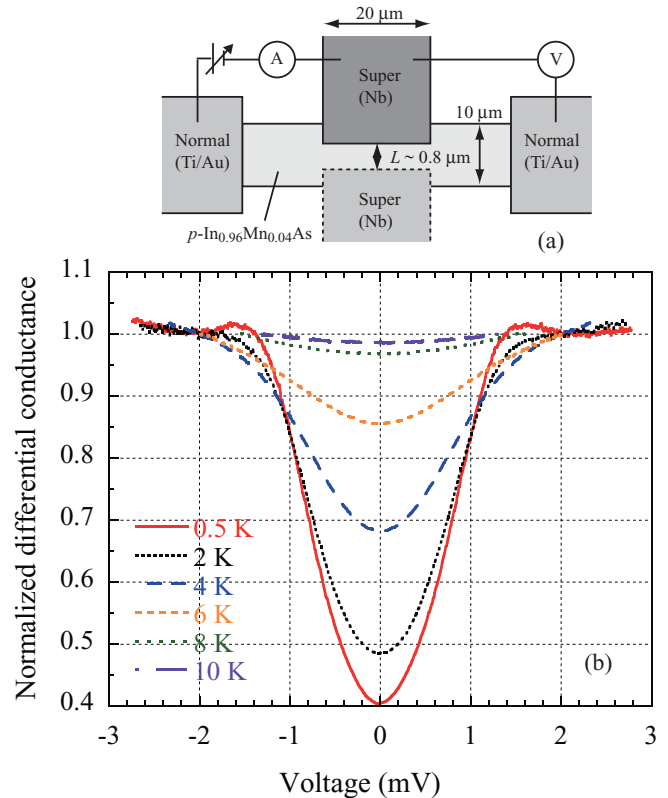 20 μm
A
V
Super
(Nb)
Normal
(Ti/Au)
10 μm
Normal
(Ti/Au)
L ~ 0.8 μm
Super
(Nb)
p-In0.96Mn0.04As
(a)
Normalized differential conductance
1.1
1.0
0.9
0.8
0.7
0.6
0.5
0.4
0.5 K
2 K
4 K
6 K
8 K
10 K
(b)
-3
-2
-1
0
1
2
3
Voltage (mV)